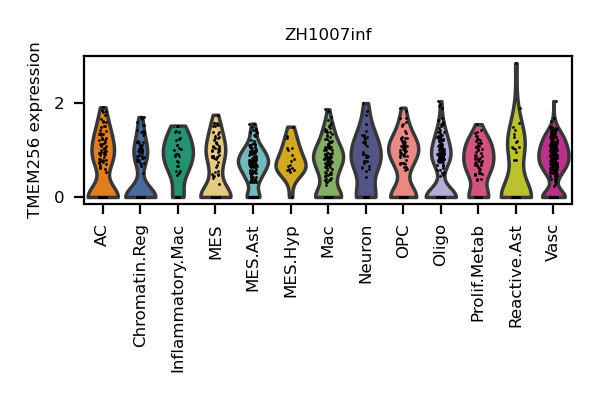 ZH1007inf
TMEM256 expression
2
0
AC
Chromatin.Reg
Inflammatory.Mac
MES
MES.Ast
MES.Hyp
Mac
Neuron
OPC
Oligo
Prolif.Metab
Reactive.Ast
Vasc